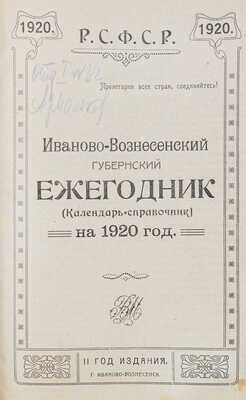 1920. Р.С.Ф.С.Р. 1920.
Пролетарии всех стран, соединяйтесь!
Иваново-Вознесенский
ГУБЕРНСКИЙ
ЕЖЕГОДНИК
(Календарь-справочник)
на 1920 год.
II ГОД ИЗДАНИЯ.
Г. ИВАНОВО-ВОЗНЕСЕНСК.